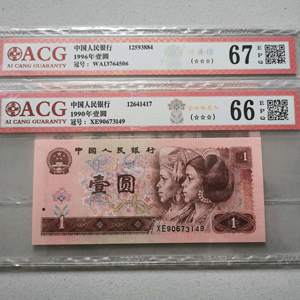 ACG
AI CANG GUARANTY
中国人民银行 12593884
1996年壹圆
冠号：WA13764506
(☆☆☆)
67 EPQ
ACG
AI CANG GUARANTY
中国人民银行 12641417
1990年壹圆
冠号：XE90673149
(☆☆☆)
66 EPQ
中国人民银行
壹圆
1
1
XE90673149